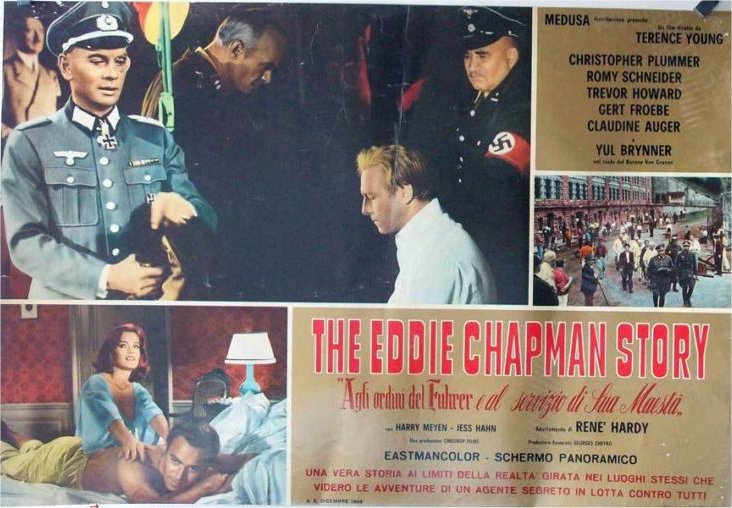 MEDUSA distribuzione presenta
Un film diretto da
TERENCE YOUNG
CHRISTOPHER PLUMMER
ROMY SCHNEIDER
TREVOR HOWARD
GERT FROEBE
CLAUDINE AUGER
YUL BRYNNER
nel ruolo del Barone Von Grunen
THE EDDIE CHAPMAN STORY
"Agli ordini del Führer e al servizio di Sua Maestà"
con HARRY MEYEN - JESS HAHN
Adattamento di RENE' HARDY
Una produzione CINEUROP FILMS
Produttore Associato GEORGES CHEYKO
EASTMANCOLOR - SCHERMO PANORAMICO
UNA VERA STORIA AI LIMITI DELLA REALTA' GIRATA NEI LUOGHI STESSI CHE
VIDERO LE AVVENTURE DI UN AGENTE SEGRETO IN LOTTA CONTRO TUTTI